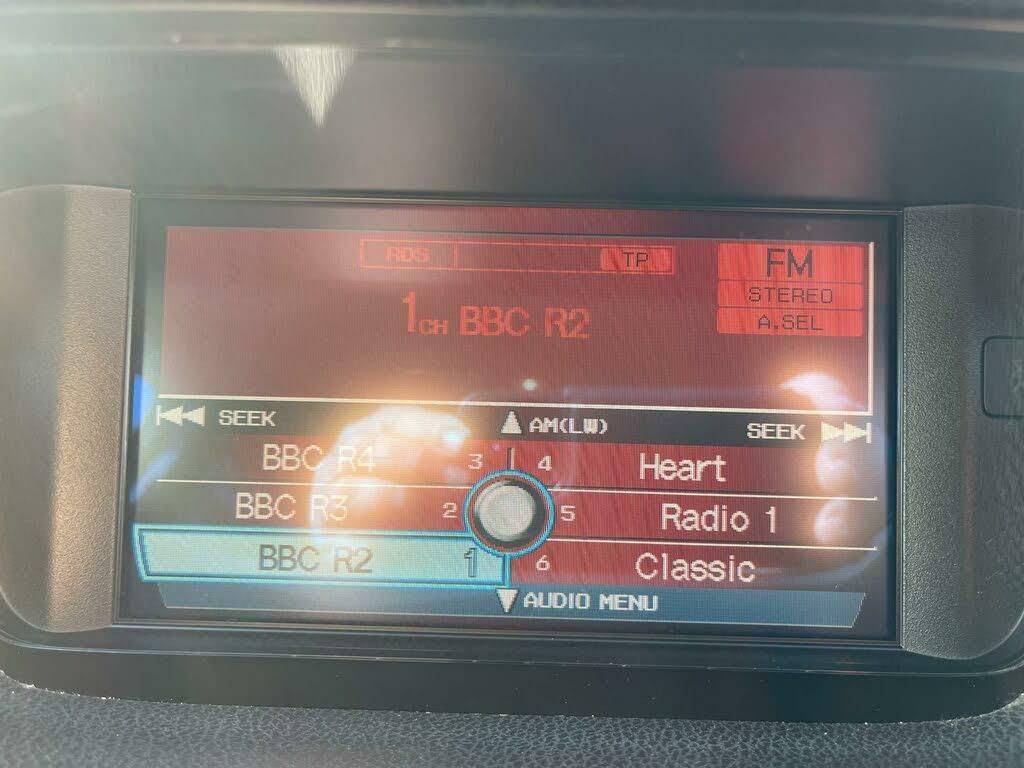 RDS TP FM
STEREO
1CH BBC R2 A.SEL
SEEK AM(LW) SEEK
BBC R4 3 4 Heart
BBC R3 2 5 Radio 1
BBC R2 1 6 Classic
AUDIO MENU